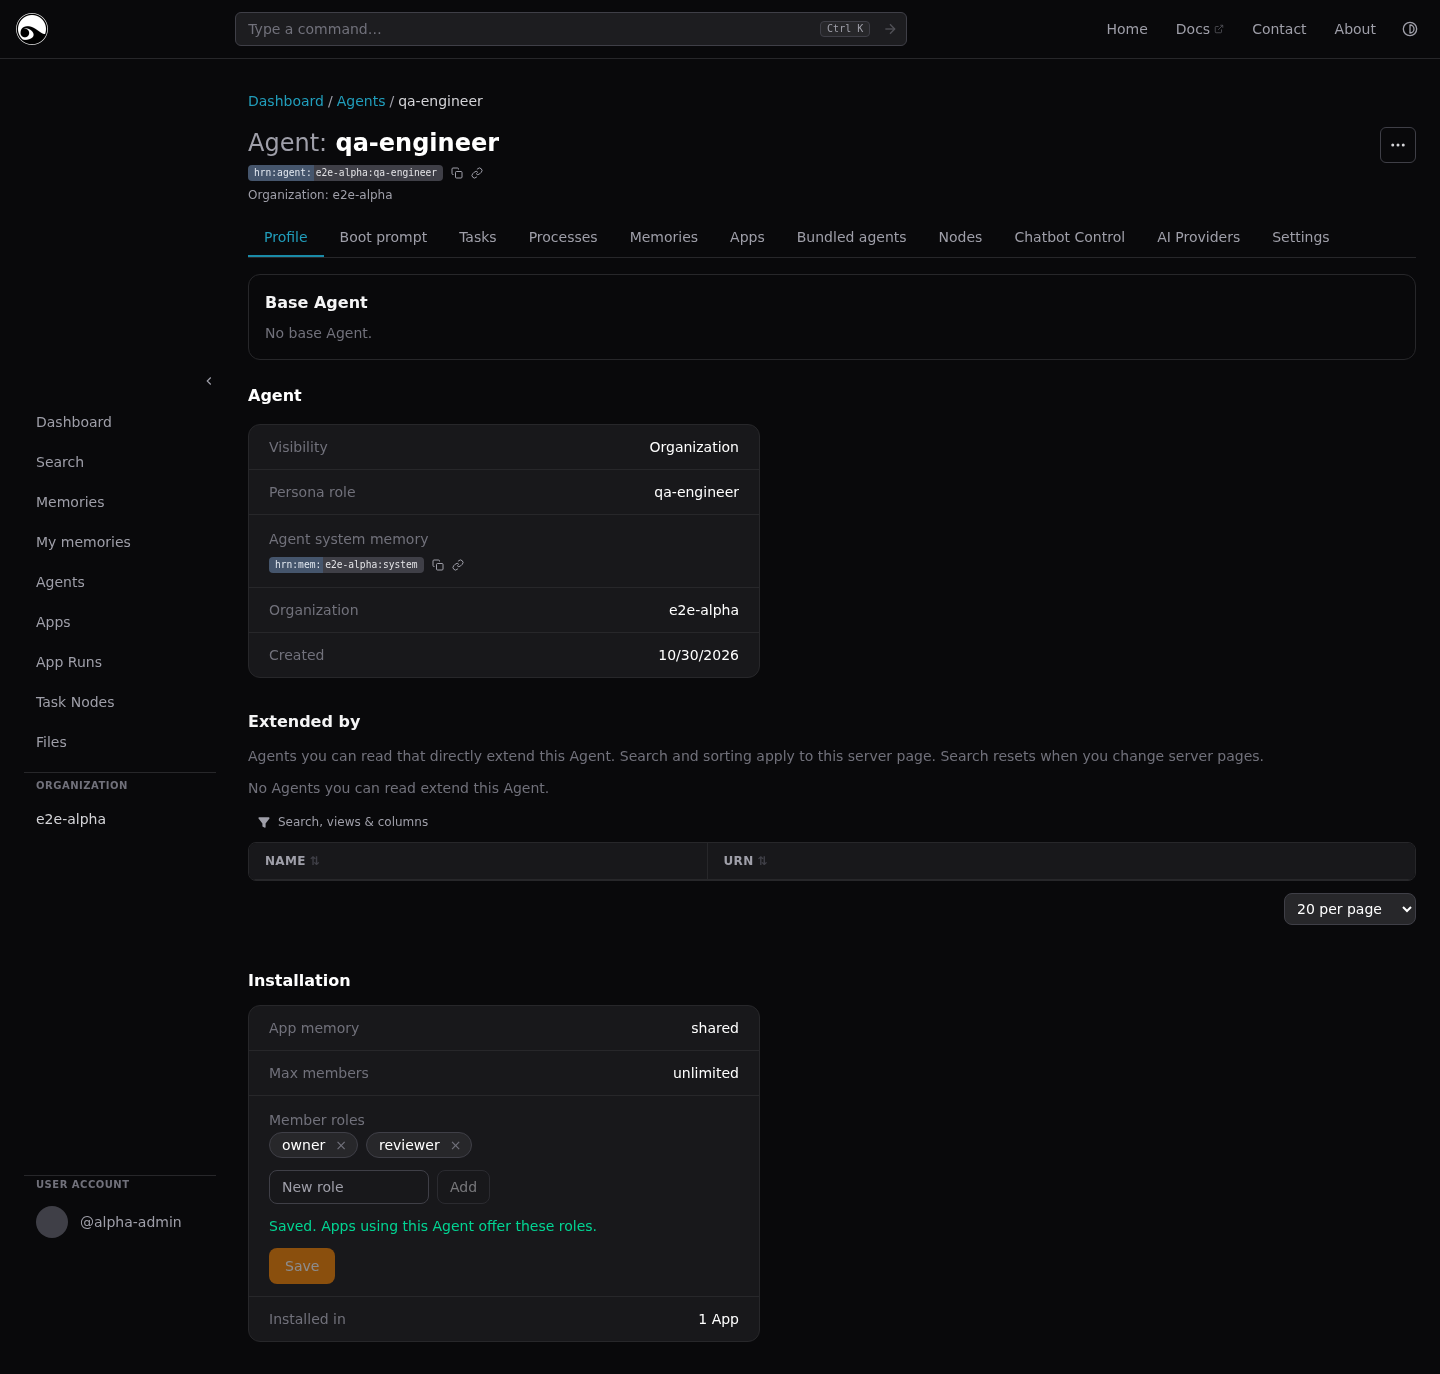 Type a command...
Ctrl K
Home
Docs
Contact
About
Dashboard / Agents / qa-engineer
Agent: qa-engineer
hrn:agent:e2e-alpha:qa-engineer
Organization: e2e-alpha
Profile
Boot prompt
Tasks
Processes
Memories
Apps
Bundled agents
Nodes
Chatbot Control
AI Providers
Settings
Base Agent
No base Agent.
Dashboard
Search
Memories
My memories
Agents
Apps
App Runs
Task Nodes
Files
ORGANIZATION
e2e-alpha
USER ACCOUNT
@alpha-admin
Agent
Visibility Organization
Persona role qa-engineer
Agent system memory
hrn:mem:e2e-alpha:system
Organization e2e-alpha
Created 10/30/2026
Extended by
Agents you can read that directly extend this Agent. Search and sorting apply to this server page. Search resets when you change server pages.
No Agents you can read extend this Agent.
Search, views & columns
NAME URN
20 per page
Installation
App memory shared
Max members unlimited
Member roles
owner × reviewer ×
New role Add
Saved. Apps using this Agent offer these roles.
Save
Installed in 1 App